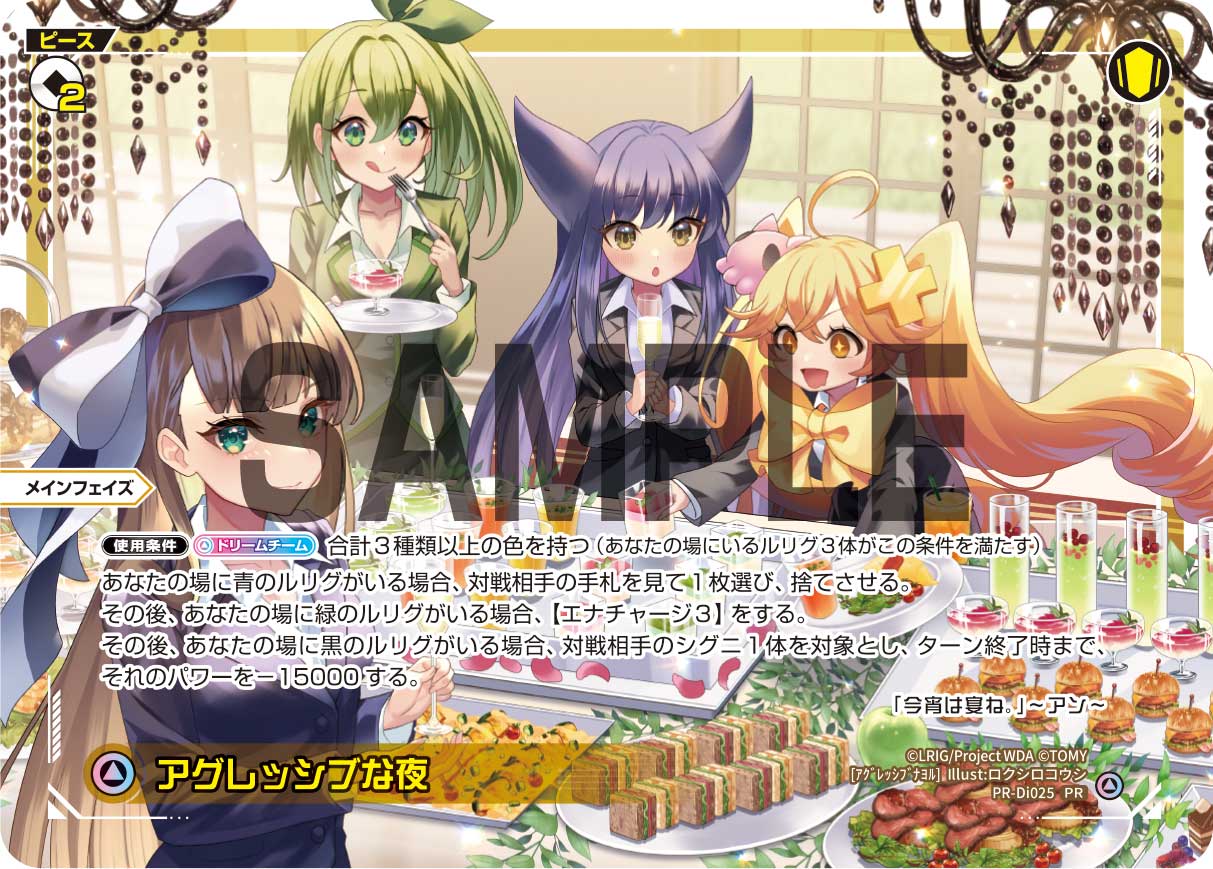 ピース
2
SAMPLE
メインフェイズ
使用条件 ドリームチーム 合計3種類以上の色を持つ(あなたの場にいるルリグ3体がこの条件を満たす)
あなたの場に青のルリグがいる場合、対戦相手の手札を見て1枚選び、捨てさせる。
その後、あなたの場に緑のルリグがいる場合、【エナチャージ3】をする。
その後、あなたの場に黒のルリグがいる場合、対戦相手のシグニ1体を対象とし、ターン終了時まで、
それのパワーを-15000する。
「今宵は宴ね。」~アン~
アグレッシブな夜
©LRIG/Project WDA ©TOMY
[アグレッシブナヨル] Illust:ロクシロコウシ
PR-Di025 PR